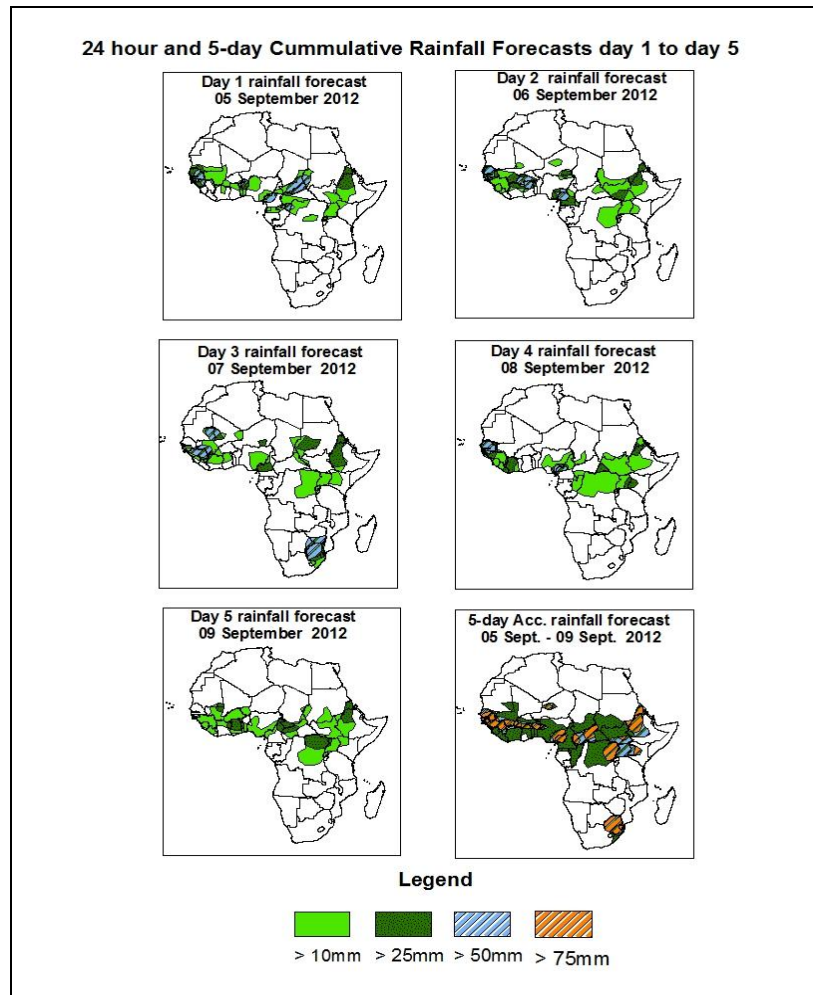 24 hour and 5-day Cummulative Rainfall Forecasts day 1 to day 5
Day 1 rainfall forecast
05 September 2012
Day 2 rainfall forecast
06 September 2012
Day 3 rainfall forecast
07 September 2012
Day 4 rainfall forecast
08 September 2012
Day 5 rainfall forecast
09 September 2012
5-day Acc. rainfall forecast
05 Sept. - 09 Sept. 2012
Legend
> 10mm > 25mm > 50mm > 75mm